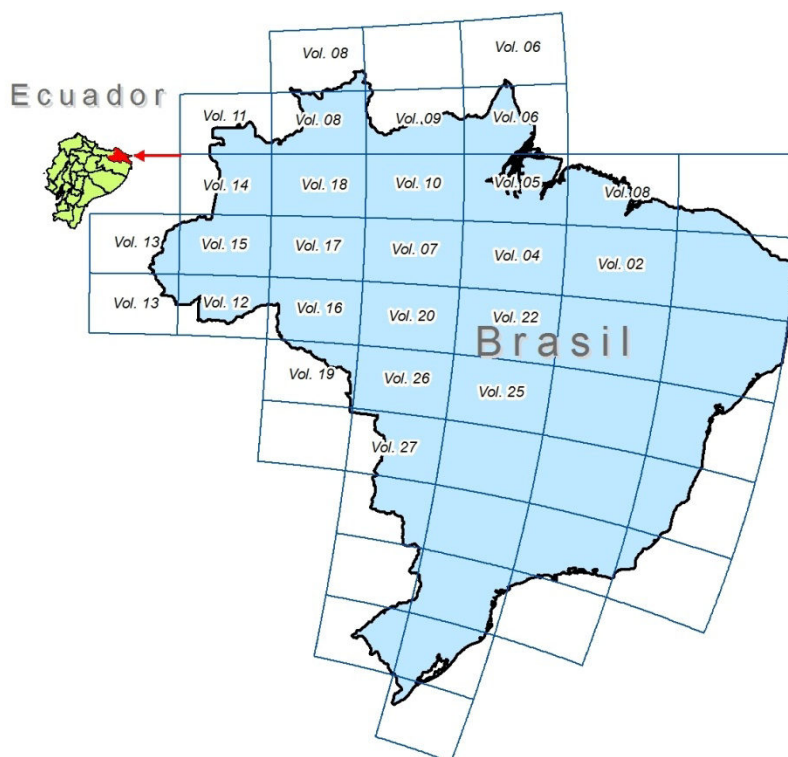 Vol. 08
Vol. 06
Ecuador
Vol. 11
Vol. 08
Vol. 09
Vol. 06
Vol. 14
Vol. 18
Vol. 10
Vol. 05
Vol. 08
Vol. 13
Vol. 15
Vol. 17
Vol. 07
Vol. 04
Vol. 02
Vol. 13
Vol. 12
Vol. 16
Vol. 20
Vol. 22
Brasil
Vol. 19
Vol. 26
Vol. 25
Vol. 27